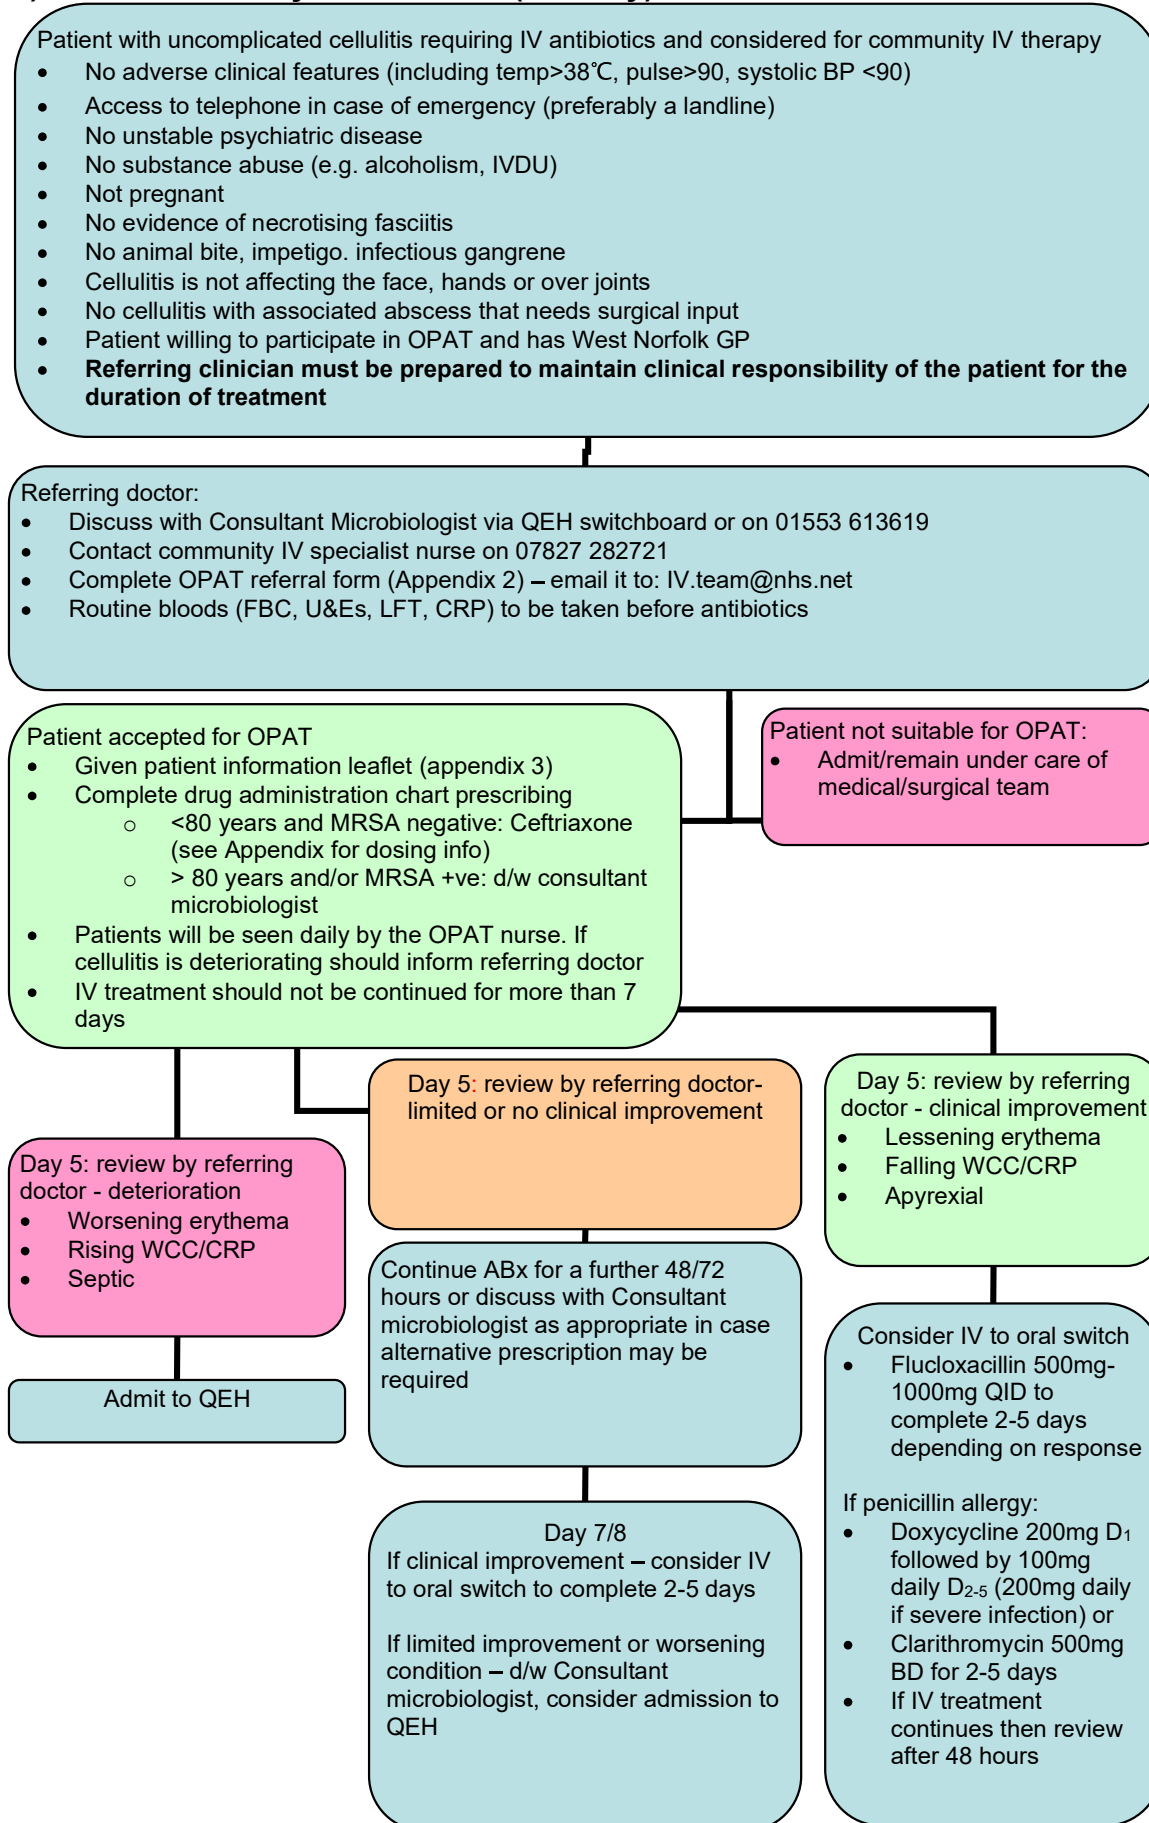 Patient with uncomplicated cellulitis requiring IV antibiotics and considered for community IV therapy
• No adverse clinical features (including temp>38℃, pulse>90, systolic BP <90)
• Access to telephone in case of emergency (preferably a landline)
• No unstable psychiatric disease
• No substance abuse (e.g. alcoholism, IVDU)
• Not pregnant
• No evidence of necrotising fasciitis
• No animal bite, impetigo. infectious gangrene
• Cellulitis is not affecting the face, hands or over joints
• No cellulitis with associated abscess that needs surgical input
• Patient willing to participate in OPAT and has West Norfolk GP
• Referring clinician must be prepared to maintain clinical responsibility of the patient for the
duration of treatment
Referring doctor:
• Discuss with Consultant Microbiologist via QEH switchboard or on 01553 613619
• Contact community IV specialist nurse on 07827 282721
• Complete OPAT referral form (Appendix 2) – email it to: IV.team@nhs.net
• Routine bloods (FBC, U&Es, LFT, CRP) to be taken before antibiotics
Patient accepted for OPAT
• Given patient information leaflet (appendix 3)
• Complete drug administration chart prescribing
o <80 years and MRSA negative: Ceftriaxone
(see Appendix for dosing info)
o > 80 years and/or MRSA +ve: d/w consultant
microbiologist
• Patients will be seen daily by the OPAT nurse. If
cellulitis is deteriorating should inform referring doctor
• IV treatment should not be continued for more than 7
days
Patient not suitable for OPAT:
• Admit/remain under care of
medical/surgical team
Day 5: review by referring
doctor - deterioration
• Worsening erythema
• Rising WCC/CRP
• Septic
Admit to QEH
Day 5: review by referring doctor-
limited or no clinical improvement
Continue ABx for a further 48/72
hours or discuss with Consultant
microbiologist as appropriate in case
alternative prescription may be
required
Day 7/8
If clinical improvement – consider IV
to oral switch to complete 2-5 days
If limited improvement or worsening
condition – d/w Consultant
microbiologist, consider admission to
QEH
Day 5: review by referring
doctor - clinical improvement
• Lessening erythema
• Falling WCC/CRP
• Apyrexial
Consider IV to oral switch
• Flucloxacillin 500mg-
1000mg QID to
complete 2-5 days
depending on response
If penicillin allergy:
• Doxycycline 200mg D1
followed by 100mg
daily D2-5 (200mg daily
if severe infection) or
• Clarithromycin 500mg
BD for 2-5 days
• If IV treatment
continues then review
after 48 hours